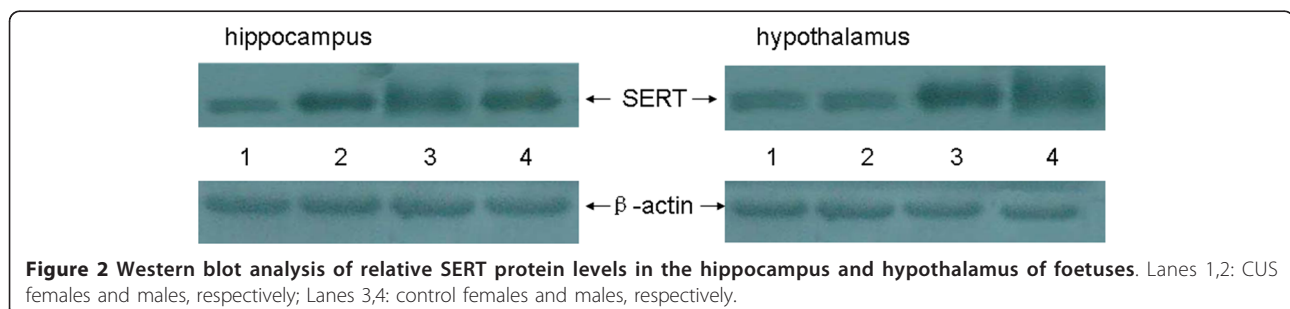 hippocampus
hypothalamus
← SERT →
1 2 3 4
1 2 3 4
← β-actin →
Figure 2 Western blot analysis of relative SERT protein levels in the hippocampus and hypothalamus of foetuses. Lanes 1,2: CUS
females and males, respectively; Lanes 3,4: control females and males, respectively.